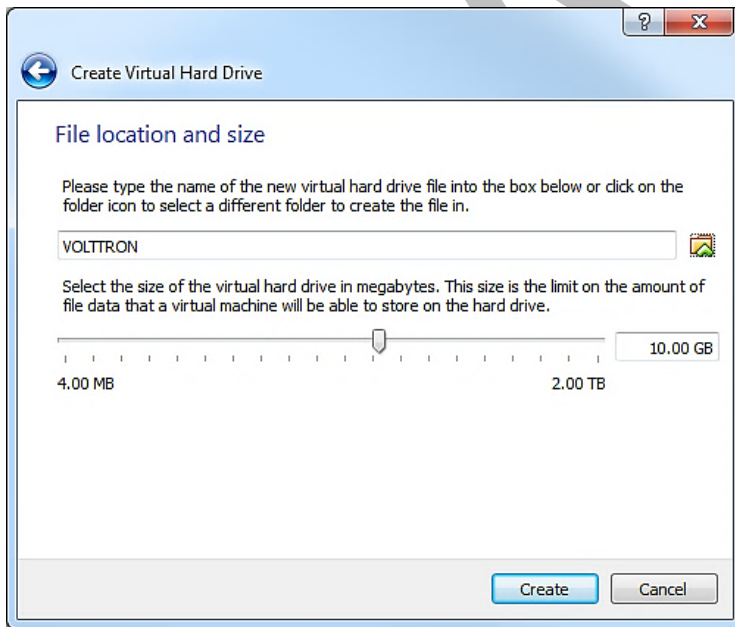 Create Virtual Hard Drive
File location and size
Please type the name of the new virtual hard drive file into the box below or click on the
folder icon to select a different folder to create the file in.
VOLTTRON
Select the size of the virtual hard drive in megabytes. This size is the limit on the amount of
file data that a virtual machine will be able to store on the hard drive.
10.00 GB
4.00 MB 2.00 TB
Create Cancel